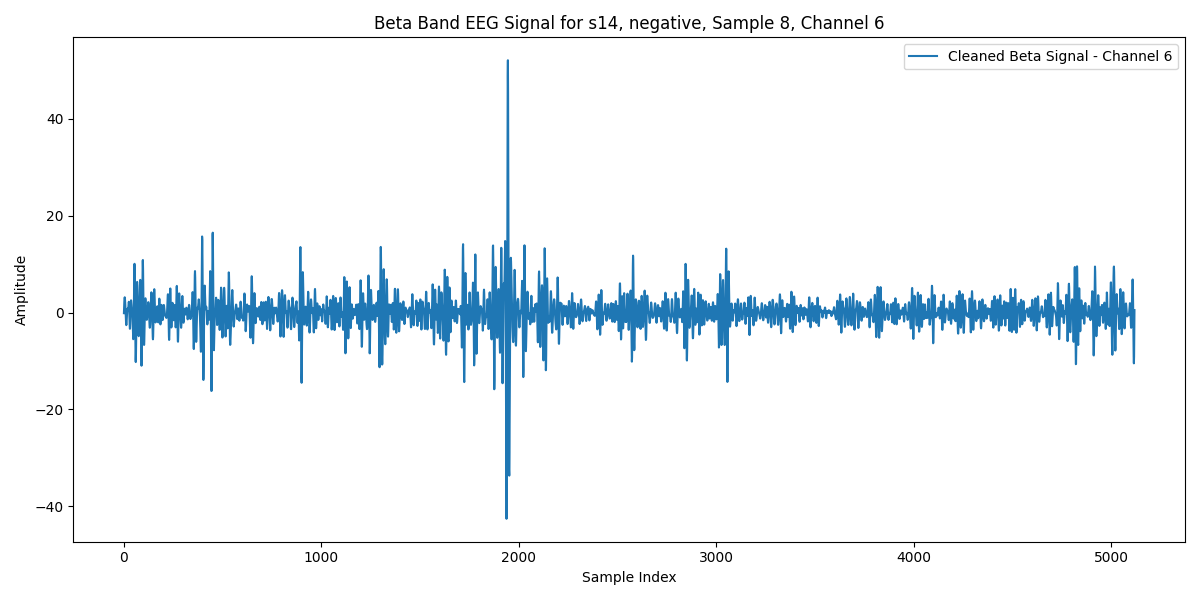 Beta Band EEG Signal for s14, negative, Sample 8, Channel 6
Cleaned Beta Signal - Channel 6
Amplitude
40
20
0
−20
−40
0 1000 2000 3000 4000 5000
Sample Index